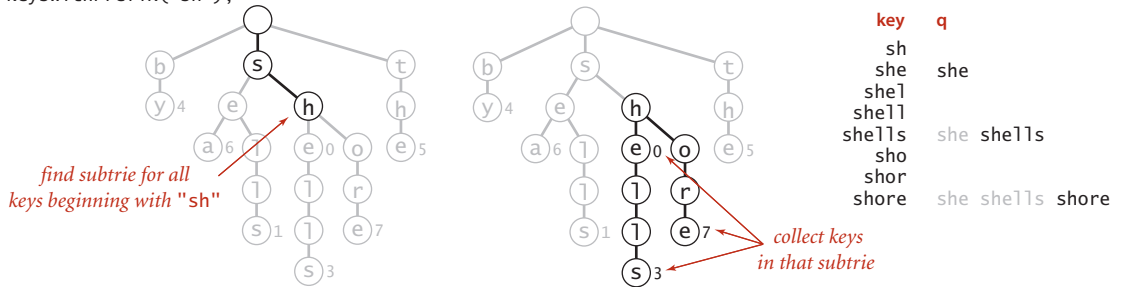 keysWithPrefix("sh");
key q
sh
she she
shel
shell
shells she shells
sho
shor
shore she shells shore
find subtrie for all
keys beginning with "sh"
collect keys
in that subtrie
b s t
y 4 e h h
a 6 l e 0 o e 5
l l r
s 1 l e 7
s 3
b s t
y 4 e h h
a 6 l e 0 o e 5
l l r
s 1 l e 7
s 3